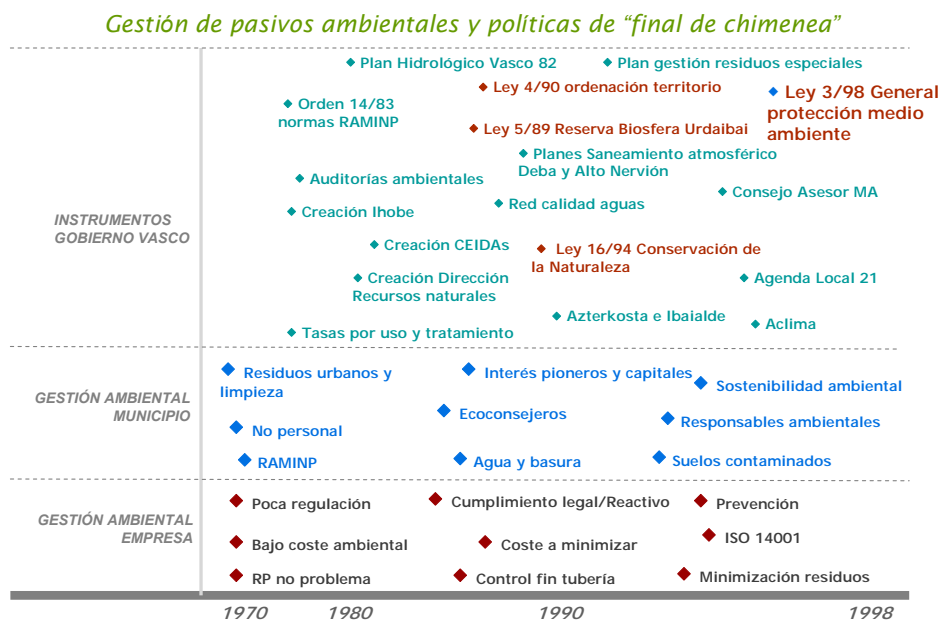 Gestión de pasivos ambientales y políticas de “final de chimenea”
Plan Hidrológico Vasco 82
Plan gestión residuos especiales
Ley 4/90 ordenación territorio
Ley 3/98 General
protección medio
ambiente
Orden 14/83
normas RAMINP
Ley 5/89 Reserva Biosfera Urdaibai
Planes Saneamiento atmosférico
Deba y Alto Nervión
Auditorías ambientales
Consejo Asesor MA
Red calidad aguas
Creación Ihobe
INSTRUMENTOS
GOBIERNO VASCO
Creación CEIDAs
Ley 16/94 Conservación de
la Naturaleza
Creación Dirección
Recursos naturales
Agenda Local 21
Azterkosta e Ibaialde
Aclima
Tasas por uso y tratamiento
GESTIÓN AMBIENTAL
MUNICIPIO
Residuos urbanos y
limpieza
Interés pioneros y capitales
Sostenibilidad ambiental
Ecoconsejeros
Responsables ambientales
No personal
RAMINP
Agua y basura
Suelos contaminados
GESTIÓN AMBIENTAL
EMPRESA
Poca regulación
Cumplimiento legal/Reactivo
Prevención
Bajo coste ambiental
Coste a minimizar
ISO 14001
RP no problema
Control fin tubería
Minimización residuos
1970
1980
1990
1998